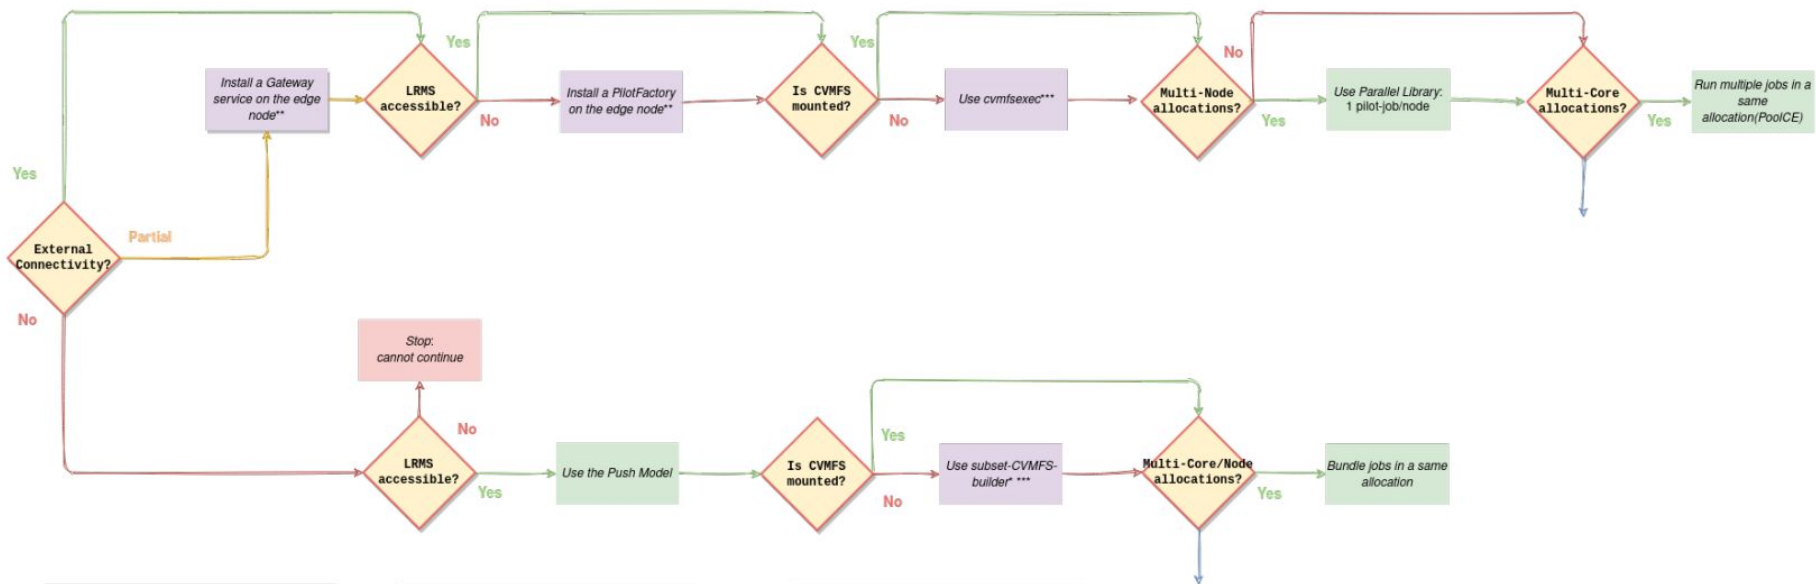 Yes
Install a Gateway
service on the edge
node**
LRMS
accessible?
Yes
No
Install a PilotFactory
on the edge node**
Is CVMFS
mounted?
Yes
No
Use cvmfsexec***
Multi-Node
allocations?
No
Yes
Use Parallel Library:
1 pilot-job/node
Multi-Core
allocations?
Yes
Run multiple jobs in a
same
allocation(PoolCE)
External
Connectivity?
Partial
No
Stop:
cannot continue
LRMS
accessible?
No
Yes
Use the Push Model
Is CVMFS
mounted?
Yes
No
Use subset-CVMFS-
builder* ***
Multi-Core/Node
allocations?
Yes
Bundle jobs in a same
allocation